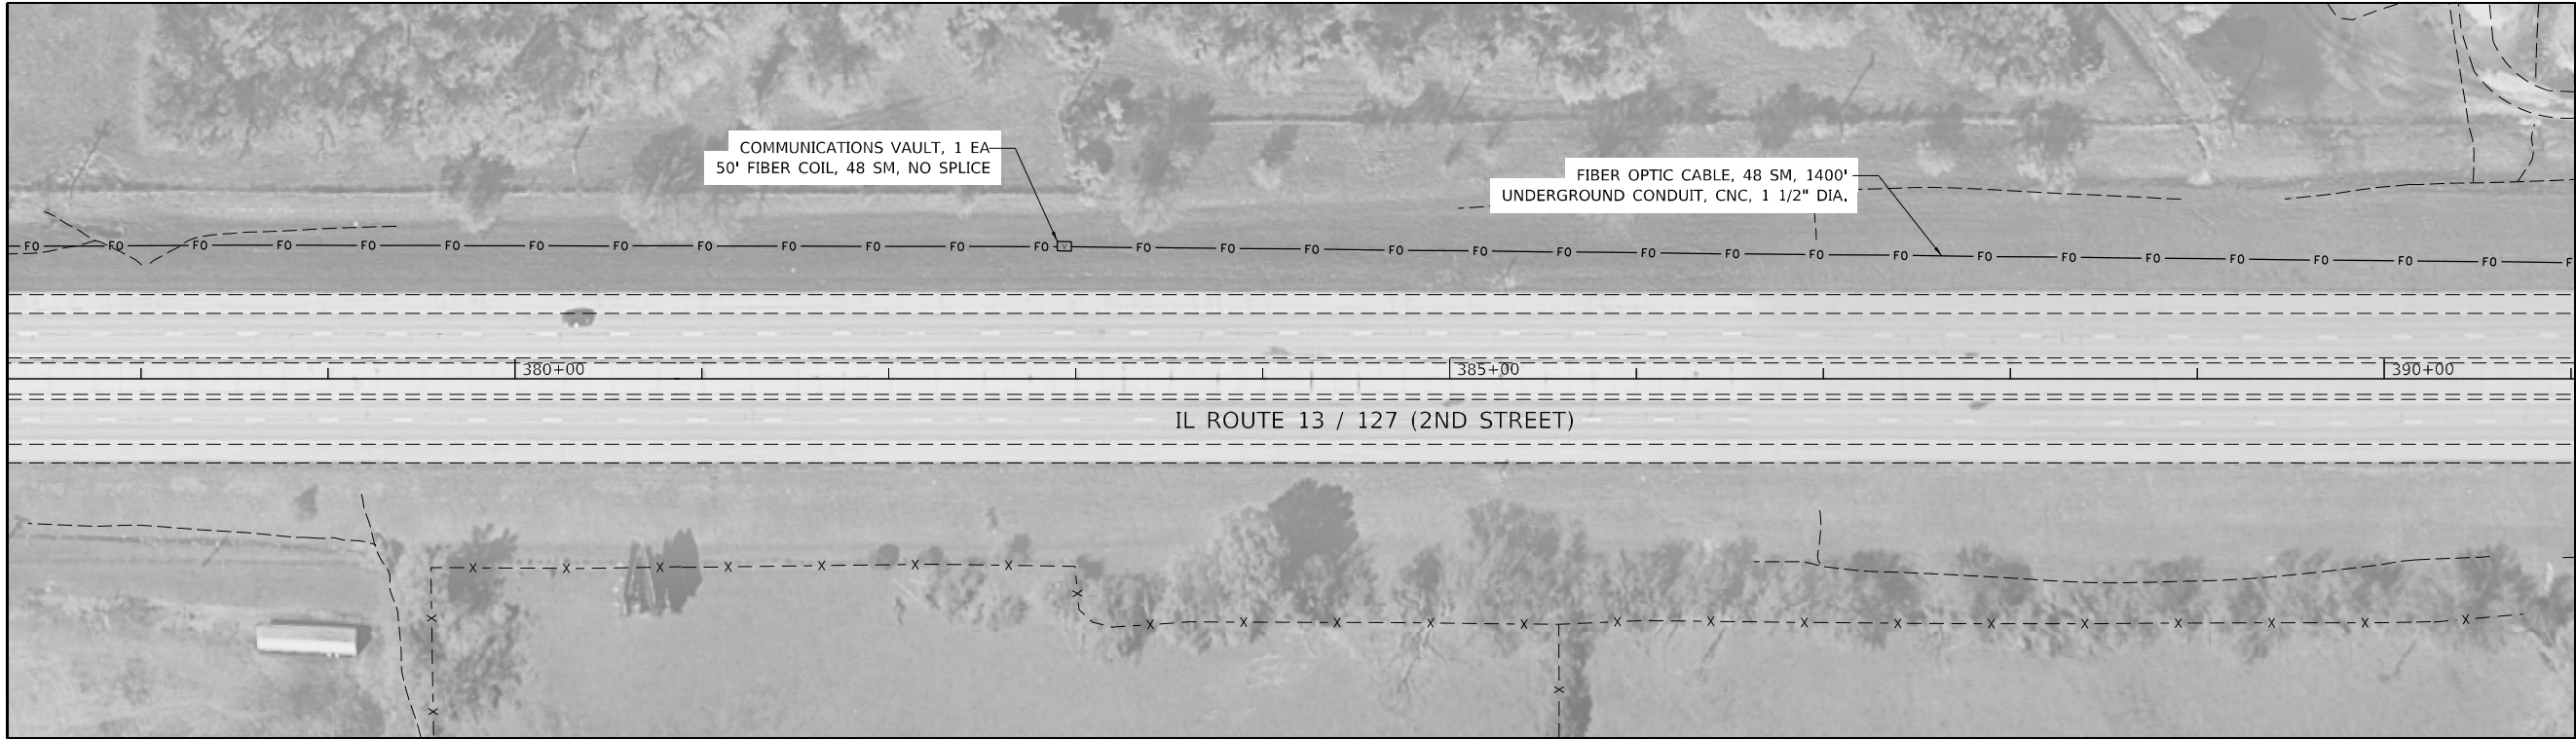 COMMUNICATIONS VAULT, 1 EA
50' FIBER COIL, 48 SM, NO SPLICE
FIBER OPTIC CABLE, 48 SM, 1400'
UNDERGROUND CONDUIT, CNC, 1 1/2" DIA.
FO FO FO FO FO FO FO FO FO FO FO FO FO FO FO FO FO FO FO FO FO FO FO FO FO FO FO FO FO FO F
380+00 385+00 390+00
IL ROUTE 13 / 127 (2ND STREET)
X X X X X X X
X
X X X X X X X X X X X X X X X X
X X